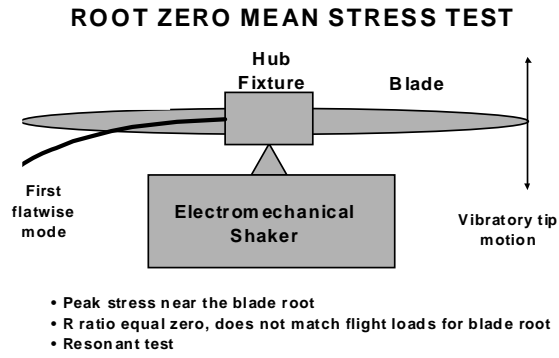 ROOT ZERO MEAN STRESS TEST
Hub
Fixture
Blade
First
flatwise
mode
Electromechanical
Shaker
Vibratory tip
motion
• Peak stress near the blade root
• R ratio equal zero, does not match flight loads for blade root
• Resonant test